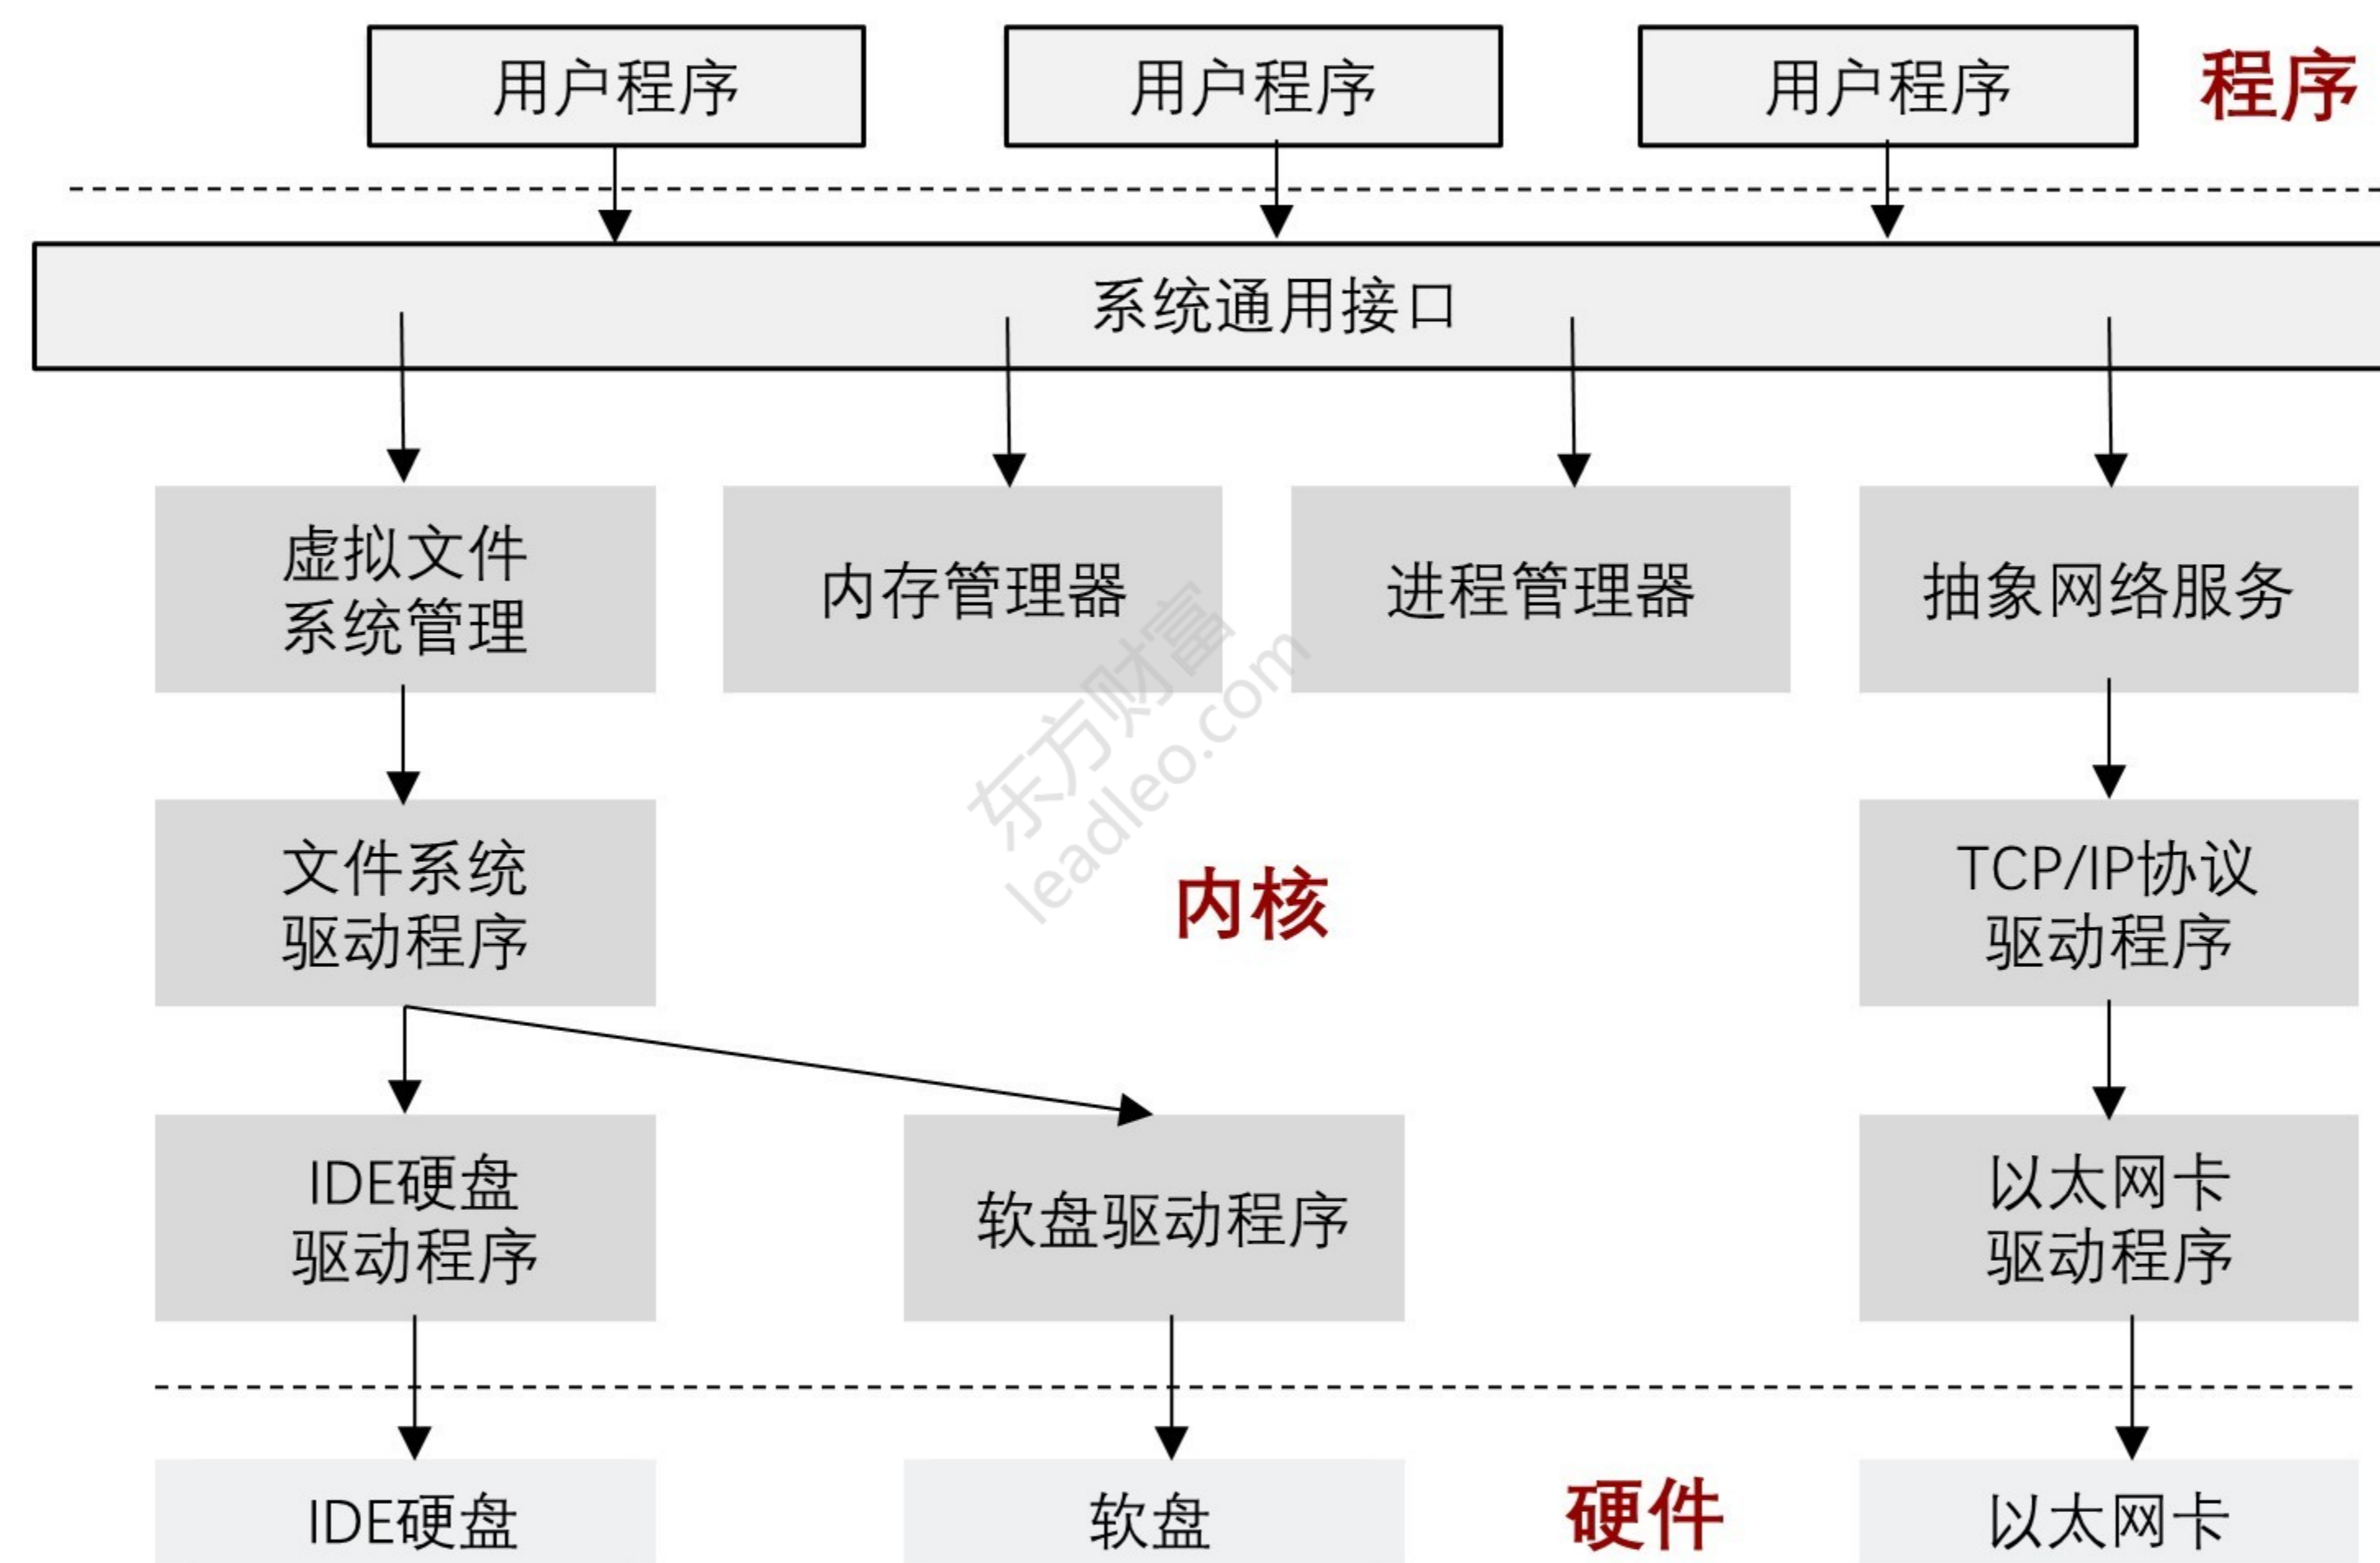 用户程序
用户程序
用户程序
程序
系统通用接口
虚拟文件
系统管理
内存管理器
进程管理器
抽象网络服务
东方财富
leadleo.com
文件系统
驱动程序
内核
TCP/IP协议
驱动程序
IDE硬盘
驱动程序
软盘驱动程序
以太网卡
驱动程序
IDE硬盘
软盘
硬件
以太网卡